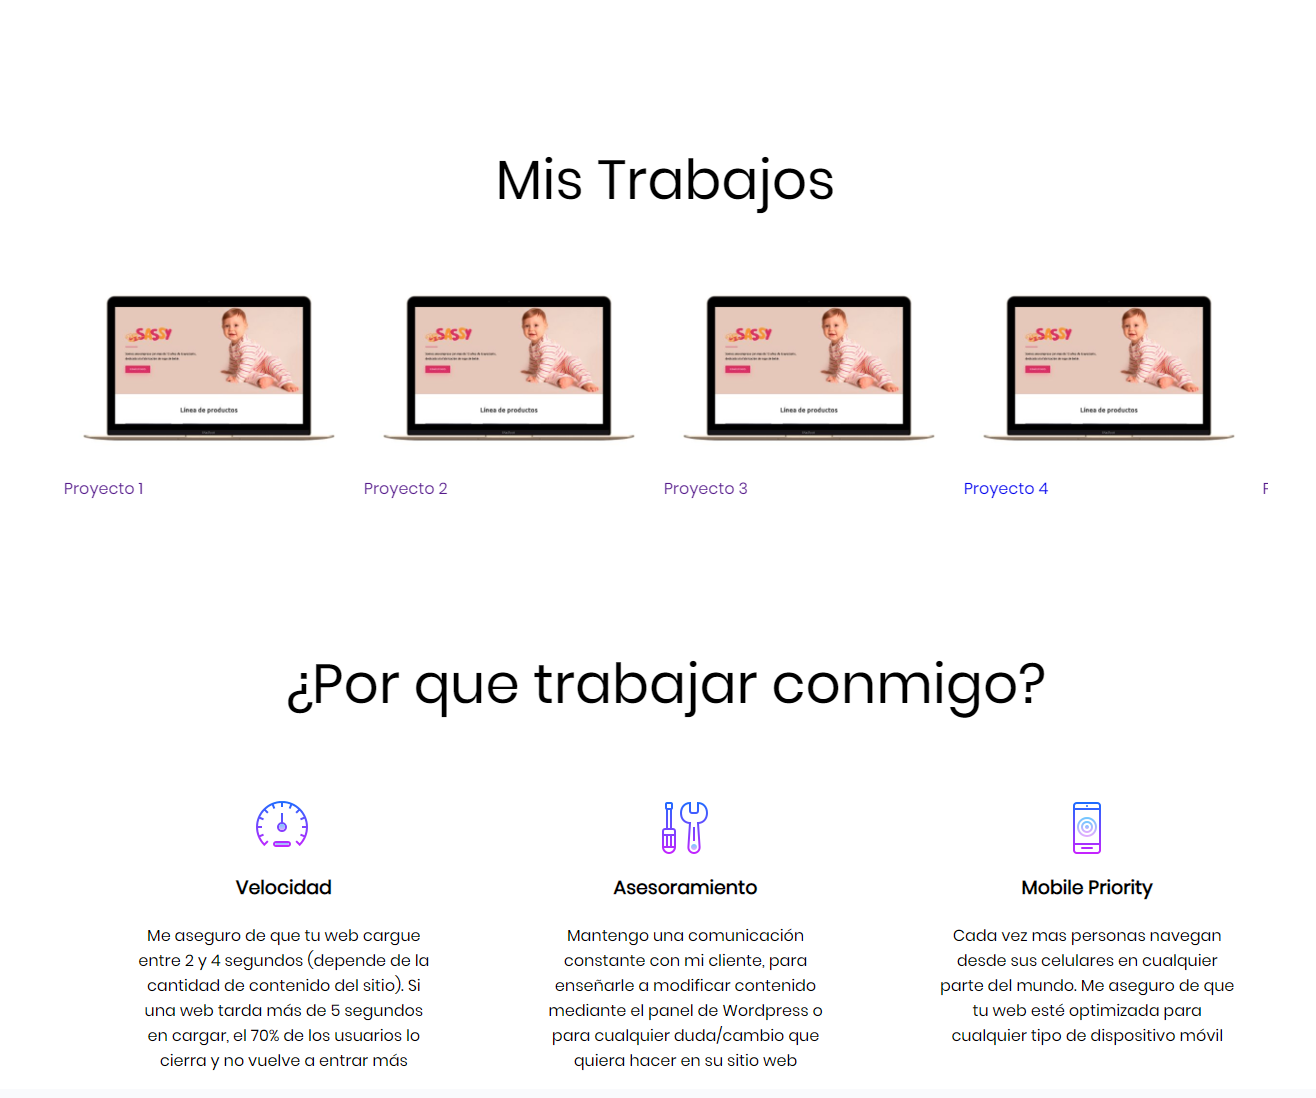 Mis Trabajos
SASSY
SASSY
SASSY
SASSY
Linea de productos
Linea de productos
Linea de productos
Linea de productos
Proyecto 1
Proyecto 2
Proyecto 3
Proyecto 4
¿Por que trabajar conmigo?
Velocidad
Me aseguro de que tu web cargue
entre 2 y 4 segundos (depende de la
cantidad de contenido del sitio). Si
una web tarda más de 5 segundos
en cargar, el 70% de los usuarios lo
cierra y no vuelve a entrar más
Asesoramiento
Mantengo una comunicación
constante con mi cliente, para
enseñarle a modificar contenido
mediante el panel de Wordpress o
para cualquier duda/cambio que
quiera hacer en su sitio web
Mobile Priority
Cada vez mas personas navegan
desde sus celulares en cualquier
parte del mundo. Me aseguro de que
tu web esté optimizada para
cualquier tipo de dispositivo móvil